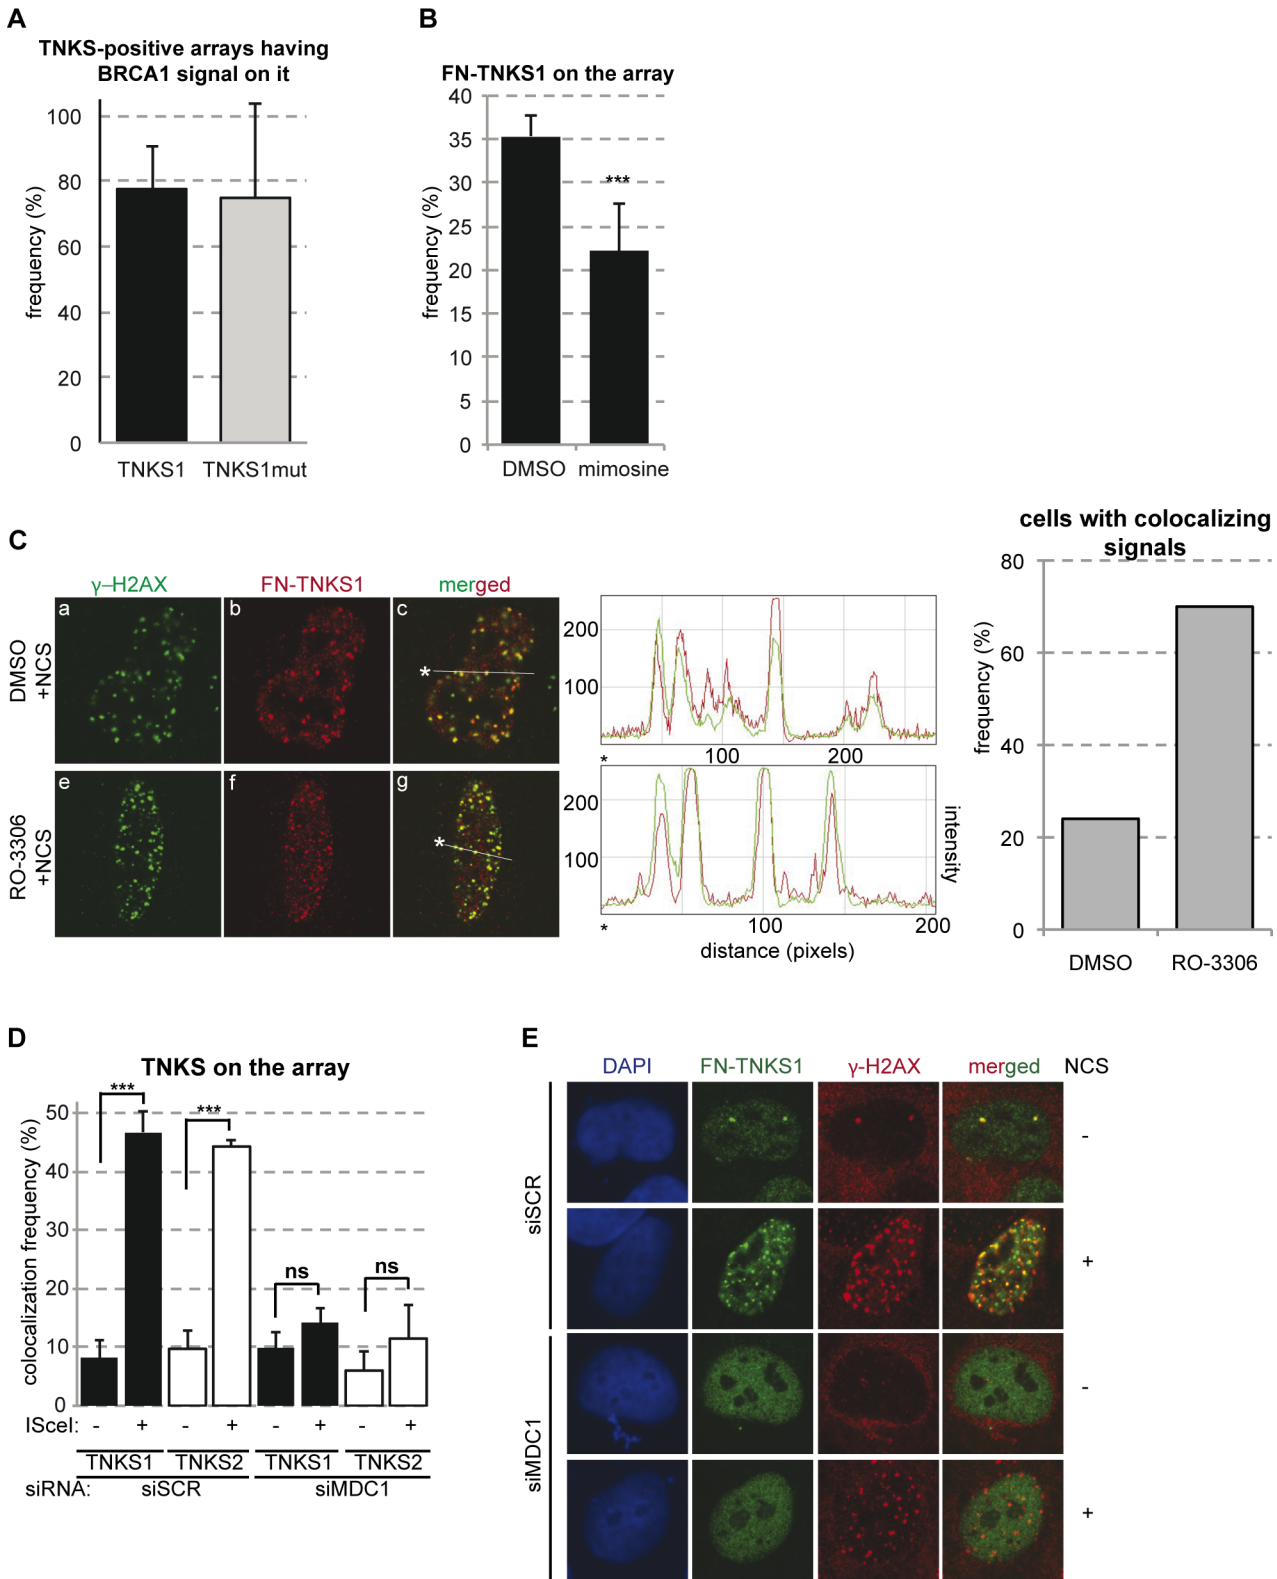 A
TNKS-positive arrays having
BRCA1 signal on it
frequency (%)
100
80
60
40
20
0
TNKS1 TNKS1mut
B
FN-TNKS1 on the array
frequency (%)
40
35
30
25
20
15
10
5
0
***
DMSO mimosine
C
γ–H2AX FN-TNKS1 merged
DMSO
+NCS
a b c
*
RO-3306
+NCS
e f g
*
200
100
* 100 200
200
100
* 100 200
distance (pixels)
intensity
cells with colocalizing
signals
frequency (%)
80
60
40
20
0
DMSO RO-3306
D
TNKS on the array
colocalization frequency (%)
50
40
30
20
10
0
*** *** ns ns
ISceI: - + - + - + - +
TNKS1 TNKS2 TNKS1 TNKS2
siRNA: siSCR siMDC1
E
DAPI FN-TNKS1 γ-H2AX merged NCS
siSCR
-
+
siMDC1
-
+